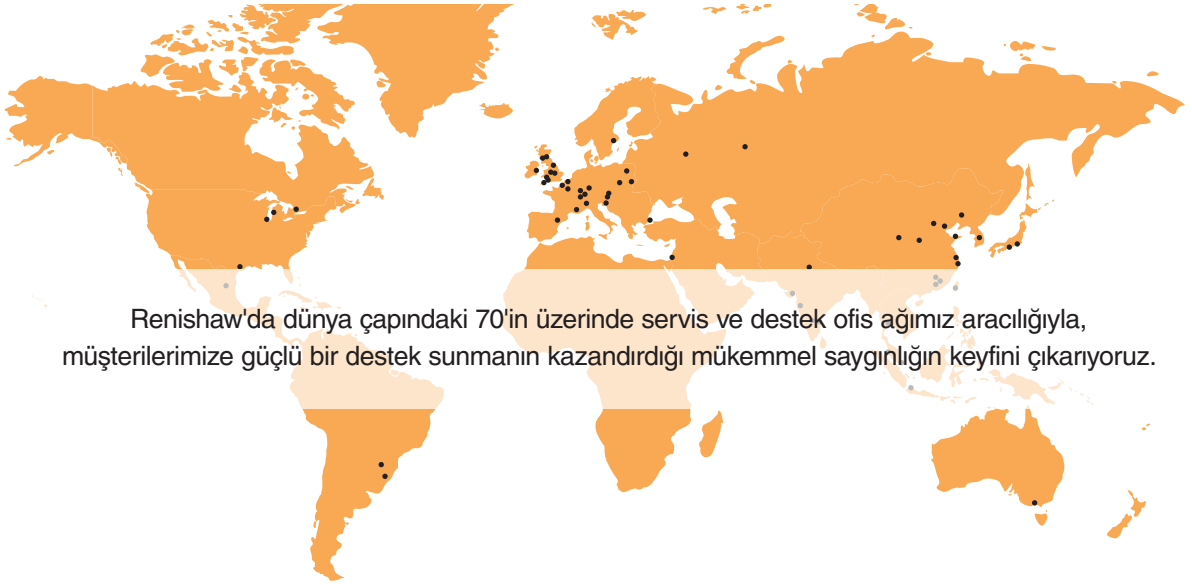 Renishaw'da dünya çapındaki 70'in üzerinde servis ve destek ofis ağımız aracılığıyla,
müşterilerimize güçlü bir destek sunmanın kazandırdığı mükemmel saygınlığın keyfini çıkarıyoruz.